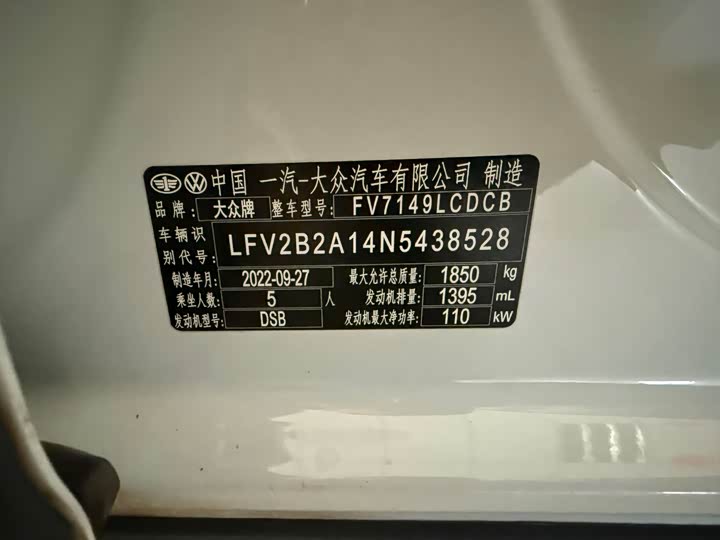 中国 一汽-大众汽车有限公司 制造
品牌: 大众牌 整车型号: FV7149LCDCB
车辆识别代号: LFV2B2A14N5438528
制造年月: 2022-09-27 最大允许总质量: 1850 kg
乘坐人数: 5 人 发动机排量: 1395 mL
发动机型号: DSB 发动机最大净功率: 110 kW